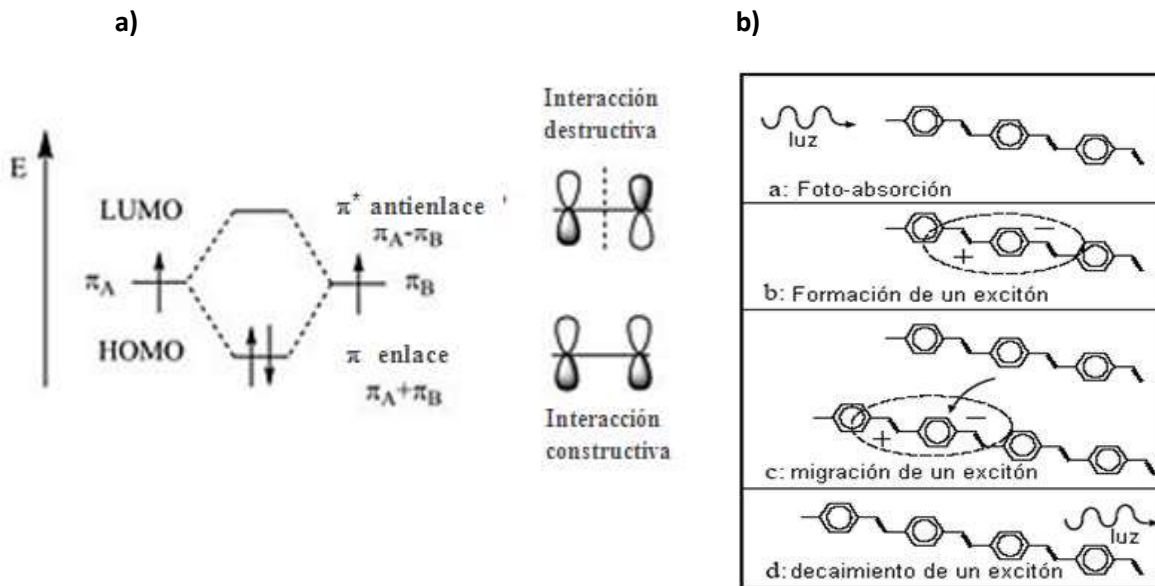 a)
E
LUMO
π* antienlace '
πA-πB
πA
πB
HOMO
π enlace
πA+πB
Interacción
destructiva
Interacción
constructiva
b)
luz
a: Foto-absorción
+ −
b: Formación de un excitón
+ −
c: migración de un excitón
luz
d: decaimiento de un excitón